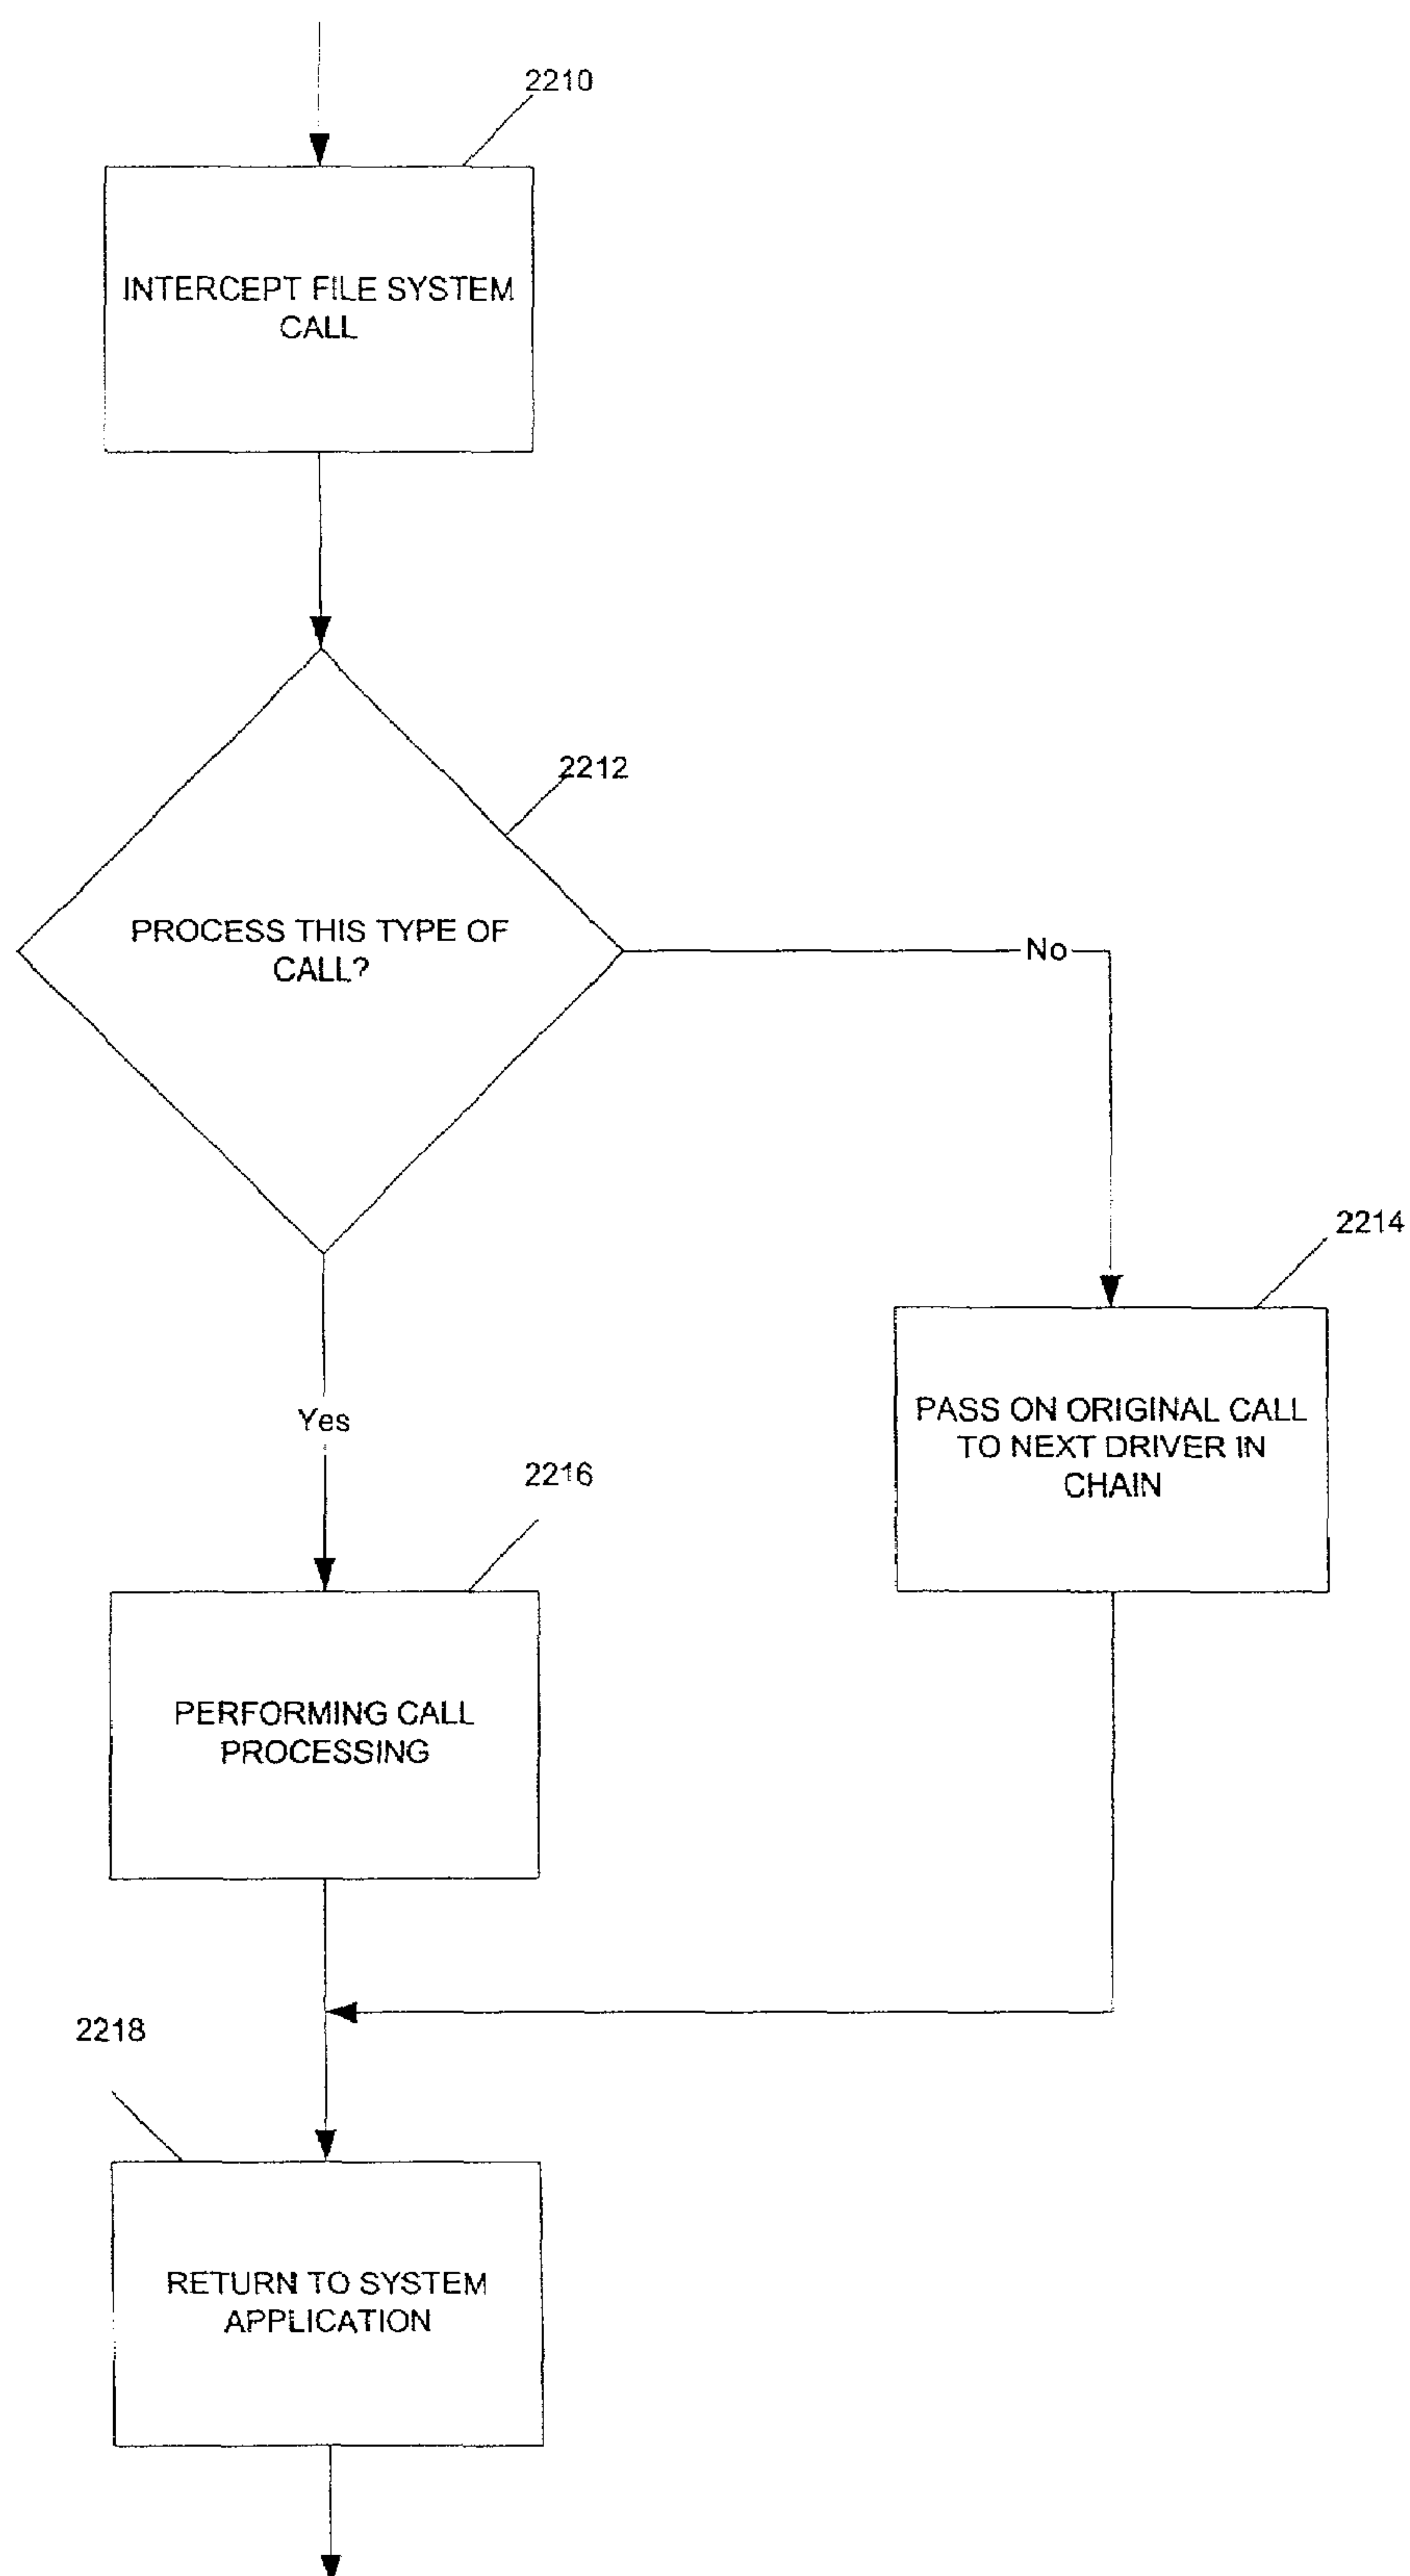 2210
INTERCEPT FILE SYSTEM
CALL
2212
PROCESS THIS TYPE OF
CALL?
No
2214
PASS ON ORIGINAL CALL
TO NEXT DRIVER IN
CHAIN
Yes
2216
PERFORMING CALL
PROCESSING
2218
RETURN TO SYSTEM
APPLICATION